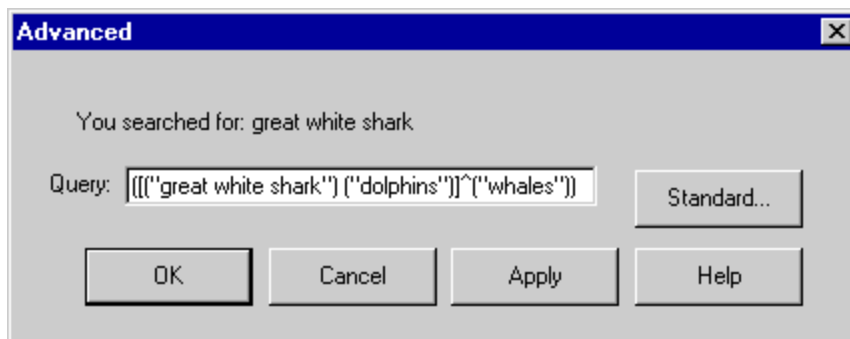 Advanced
You searched for: great white shark
Query: ([("great white shark") ("dolphins")]^("whales"))
Standard...
OK Cancel Apply Help